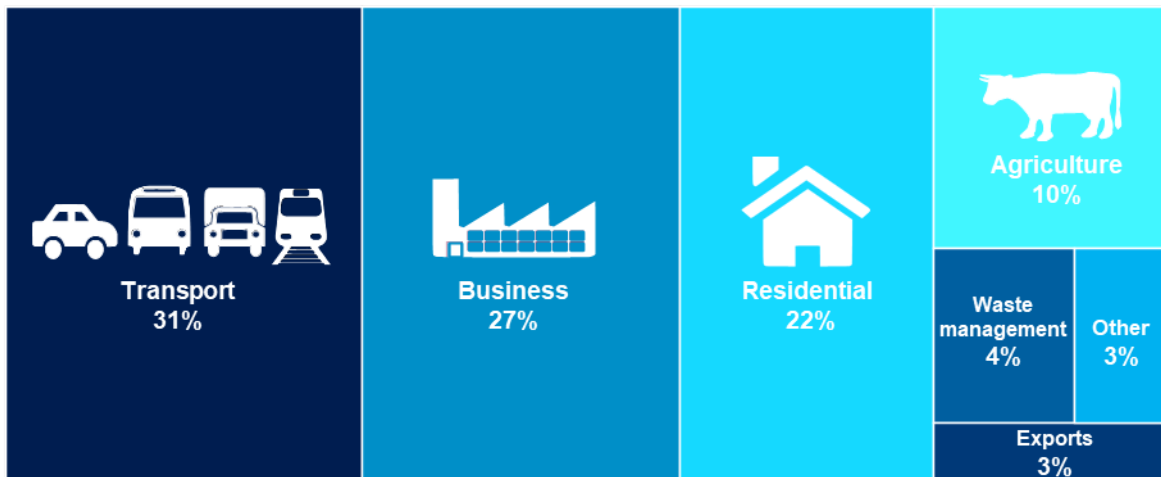 Transport
31%
Business
27%
Residential
22%
Agriculture
10%
Waste
management
4%
Other
3%
Exports
3%